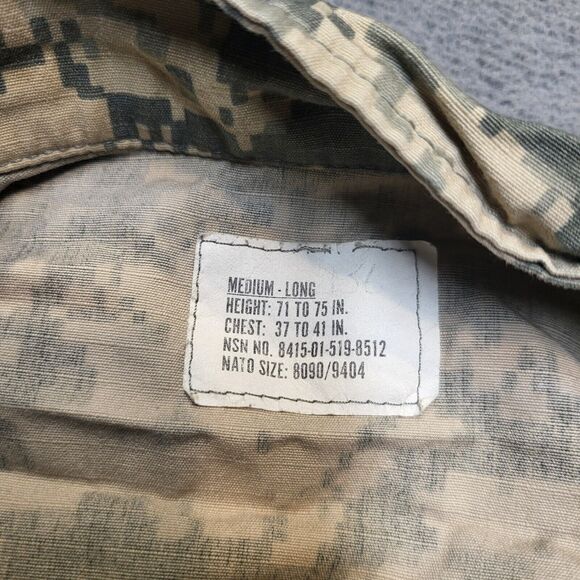 MEDIUM - LONG
HEIGHT: 71 TO 75 IN.
CHEST: 37 TO 41 IN.
NSN NO. 8415-01-519-8512
NATO SIZE: 8090/9404